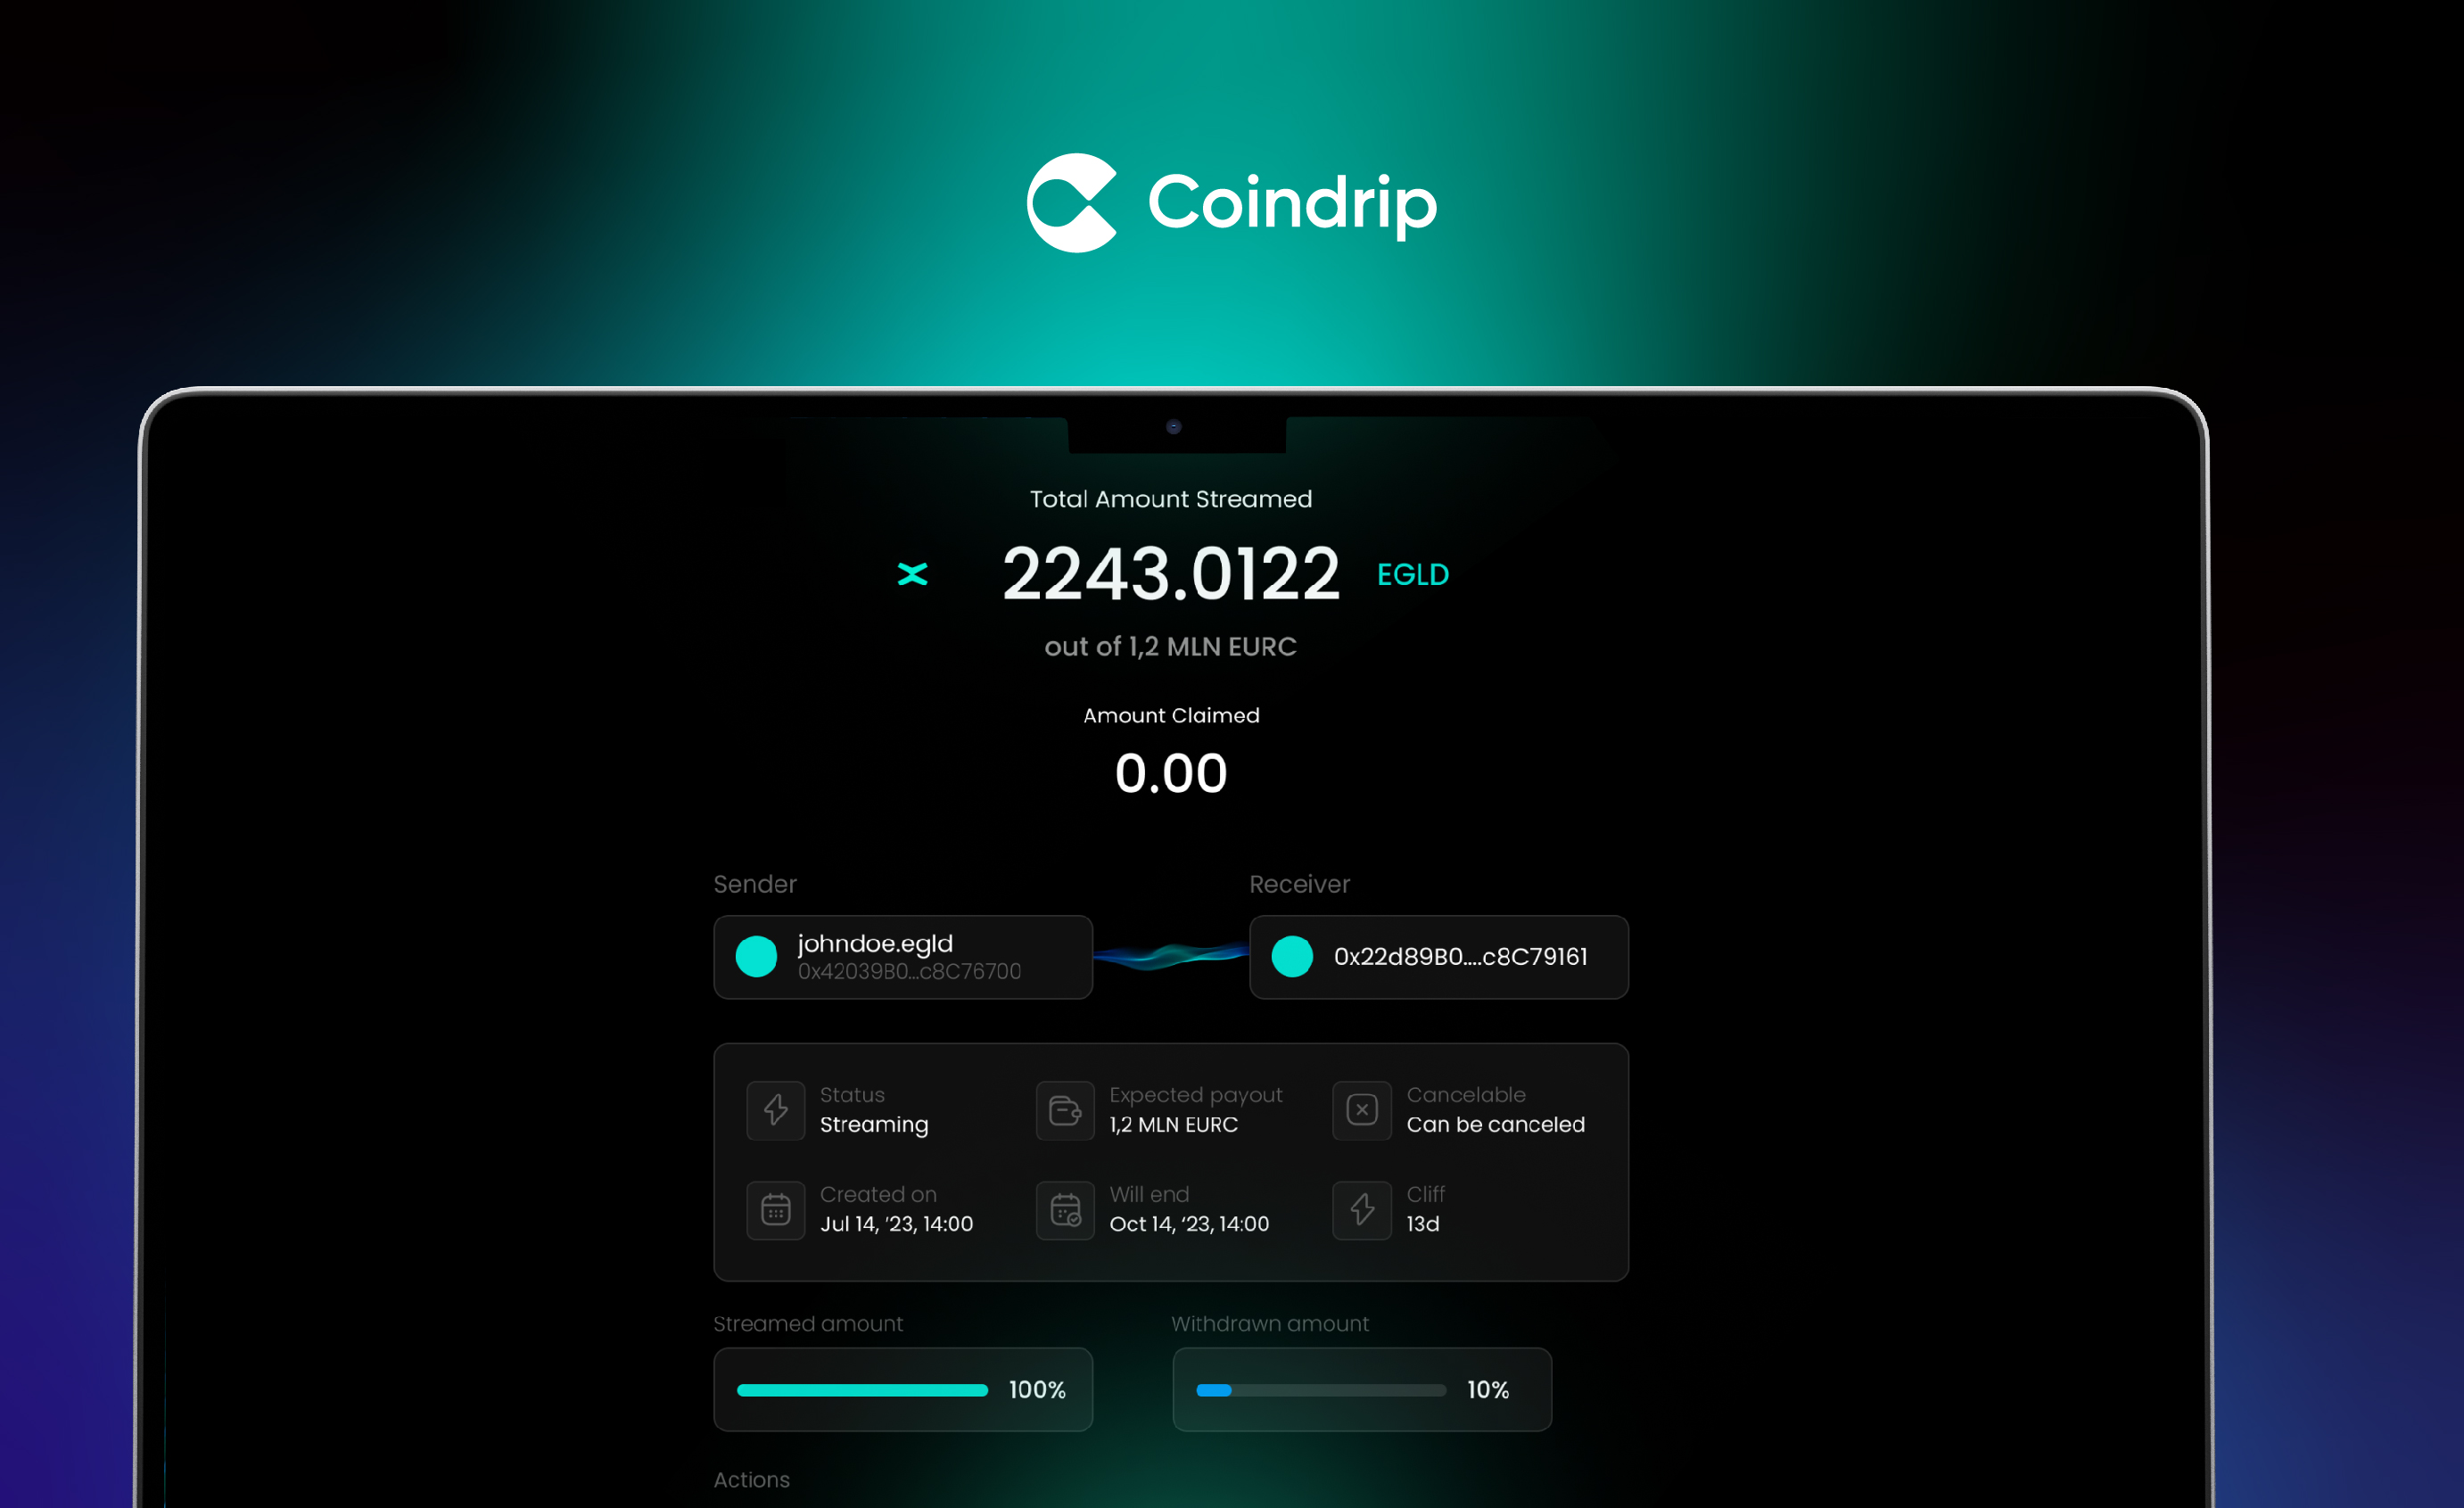 Coindrip
Total Amount Streamed
2243.0122 EGLD
out of 1,2 MLN EURC
Amount Claimed
0.00
Sender
Receiver
johndoe.egld
0x42039B0...c8C76700
0x22d89B0....c8C79161
Status
Streaming
Expected payout
1,2 MLN EURC
Cancelable
Can be canceled
Created on
Jul 14, '23, 14:00
Will end
Oct 14, ‘23, 14:00
Cliff
13d
Streamed amount
Withdrawn amount
100%
10%
Actions